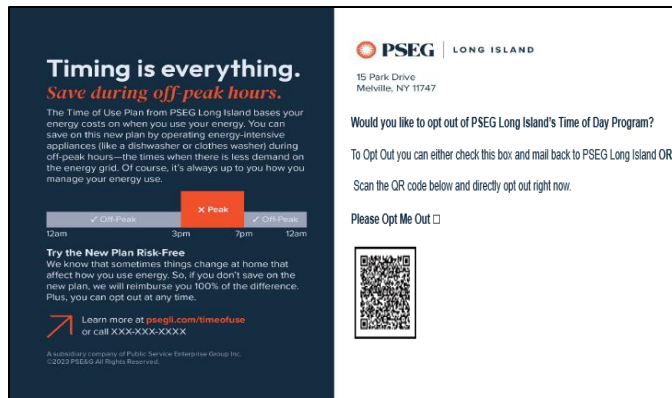 Timing is everything.
Save during off-peak hours.
The Time of Use Plan from PSEG Long Island bases your
energy costs on when you use your energy. You can
save on this new plan by operating energy-intensive
appliances (like a dishwasher or clothes washer) during
off-peak hours—the times when there is less demand on
the energy grid. Of course, it's always up to you how you
manage your energy use.
✓ Off-Peak
× Peak
✓ Off-Peak
12am 3pm 7pm 12am
Try the New Plan Risk-Free
We know that sometimes things change at home that
affect how you use energy. So, if you don't save on the
new plan, we will reimburse you 100% of the difference.
Plus, you can opt out at any time.
Learn more at psegli.com/timeofuse
or call XXX-XXX-XXXX
A subsidiary company of Public Service Enterprise Group Inc.
©2023 PSE&G All Rights Reserved.
PSEG LONG ISLAND
15 Park Drive
Melville, NY 11747
Would you like to opt out of PSEG Long Island's Time of Day Program?
To Opt Out you can either check this box and mail back to PSEG Long Island OR
Scan the QR code below and directly opt out right now.
Please Opt Me Out □